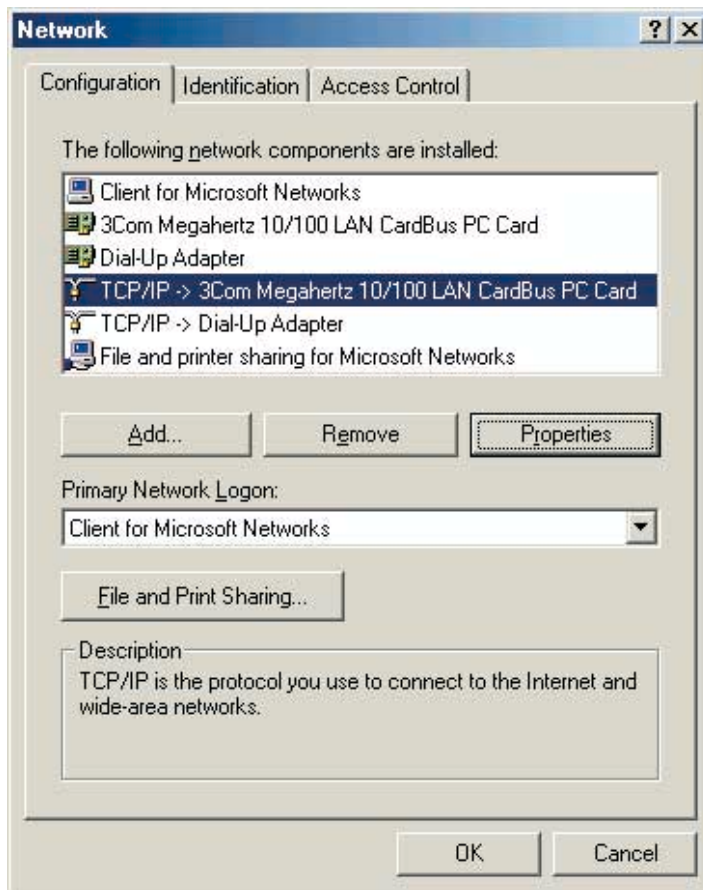 Network
Configuration
Identification
Access Control
The following network components are installed:
Client for Microsoft Networks
3Com Megahertz 10/100 LAN CardBus PC Card
Dial-Up Adapter
TCP/IP -> 3Com Megahertz 10/100 LAN CardBus PC Card
TCP/IP -> Dial-Up Adapter
File and printer sharing for Microsoft Networks
Add...
Remove
Properties
Primary Network Logon:
Client for Microsoft Networks
File and Print Sharing...
Description
TCP/IP is the protocol you use to connect to the Internet and
wide-area networks.
OK
Cancel